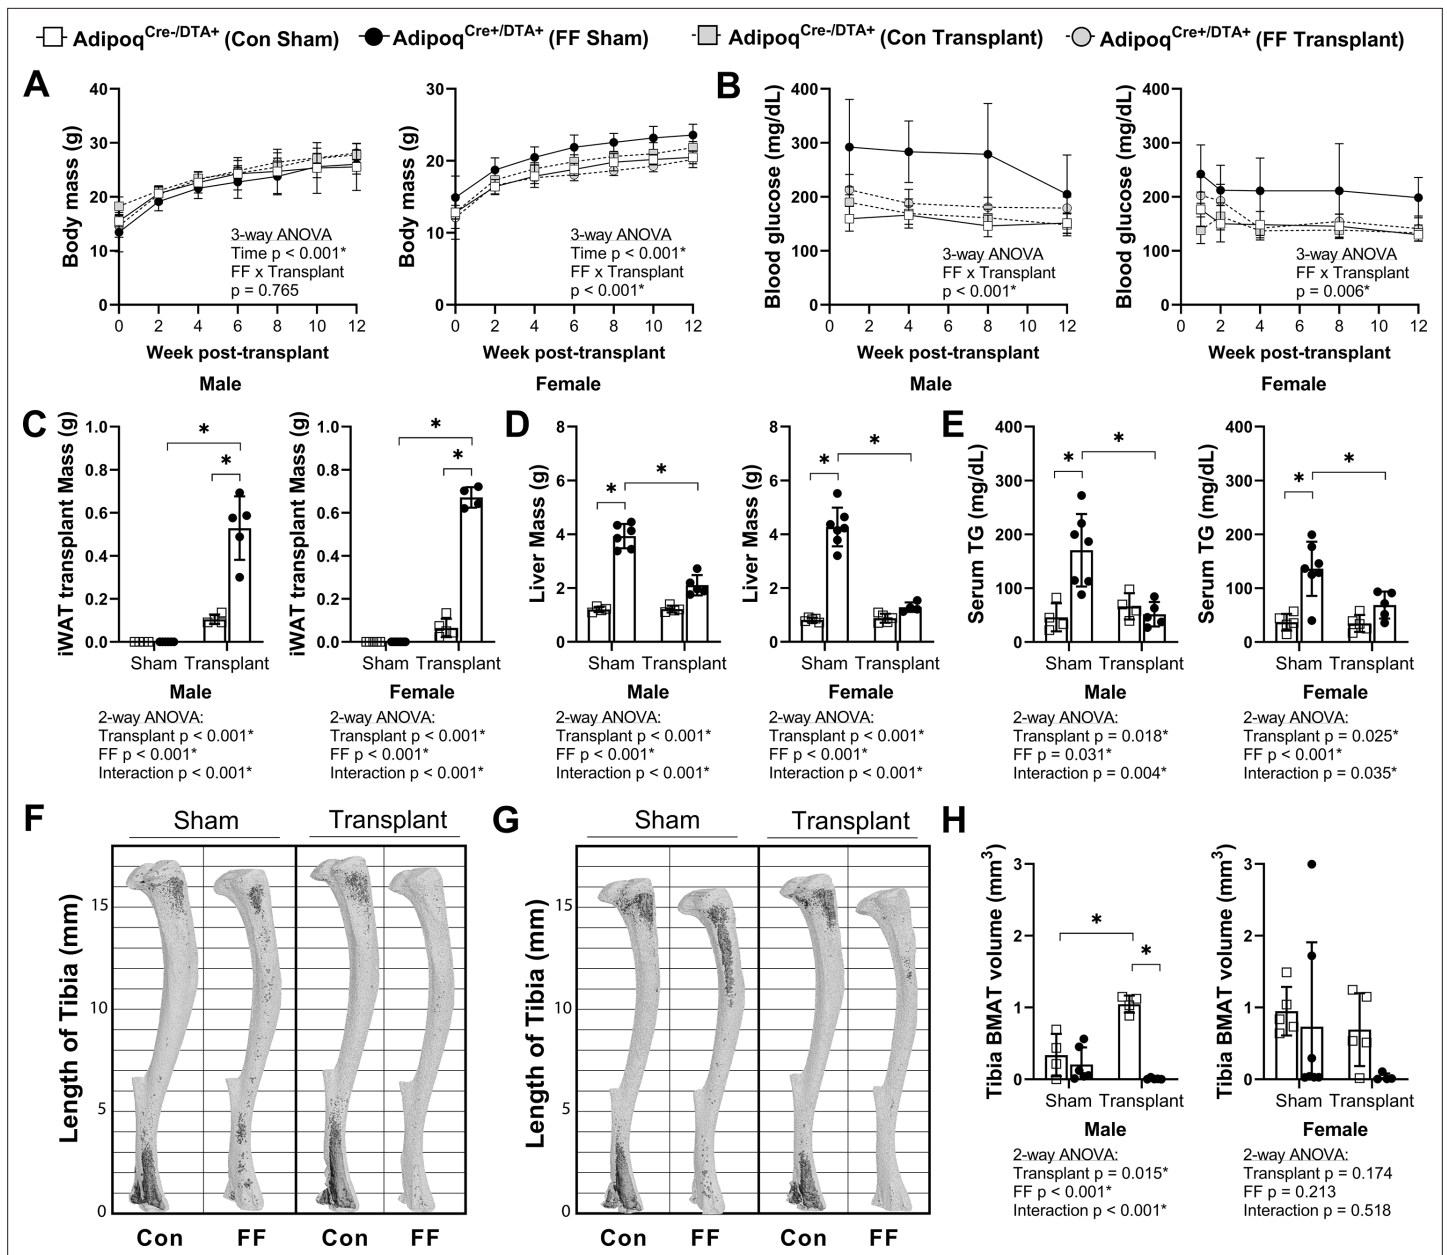 Adipoq^Cre-/DTA+ (Con Sham) Adipoq^Cre+/DTA+ (FF Sham) Adipoq^Cre-/DTA+ (Con Transplant) Adipoq^Cre+/DTA+ (FF Transplant)
A
Body mass (g)
40
30
20
10
0
3-way ANOVA
Time p < 0.001*
FF x Transplant
p = 0.765
0 2 4 6 8 10 12
Week post-transplant
Male
Body mass (g)
30
20
10
0
3-way ANOVA
Time p < 0.001*
FF x Transplant
p < 0.001*
0 2 4 6 8 10 12
Week post-transplant
Female
B
Blood glucose (mg/dL)
400
300
200
100
0
3-way ANOVA
FF x Transplant
p < 0.001*
0 2 4 6 8 10 12
Week post-transplant
Male
Blood glucose (mg/dL)
400
300
200
100
0
3-way ANOVA
FF x Transplant
p = 0.006*
0 2 4 6 8 10 12
Week post-transplant
Female
C
iWAT transplant Mass (g)
1.0
0.8
0.6
0.4
0.2
0.0
*
*
Sham Transplant
Male
2-way ANOVA:
Transplant p < 0.001*
FF p < 0.001*
Interaction p < 0.001*
iWAT transplant Mass (g)
1.0
0.8
0.6
0.4
0.2
0.0
*
*
Sham Transplant
Female
2-way ANOVA:
Transplant p < 0.001*
FF p < 0.001*
Interaction p < 0.001*
D
Liver Mass (g)
8
6
4
2
0
*
*
Sham Transplant
Male
2-way ANOVA:
Transplant p < 0.001*
FF p < 0.001*
Interaction p < 0.001*
Liver Mass (g)
8
6
4
2
0
*
*
Sham Transplant
Female
2-way ANOVA:
Transplant p < 0.001*
FF p < 0.001*
Interaction p < 0.001*
E
Serum TG (mg/dL)
400
300
200
100
0
*
*
Sham Transplant
Male
2-way ANOVA:
Transplant p = 0.018*
FF p = 0.031*
Interaction p = 0.004*
Serum TG (mg/dL)
400
300
200
100
0
*
*
Sham Transplant
Female
2-way ANOVA:
Transplant p = 0.025*
FF p < 0.001*
Interaction p = 0.035*
F
Sham Transplant
Length of Tibia (mm)
15
10
5
0
Con FF Con FF
G
Sham Transplant
Length of Tibia (mm)
15
10
5
0
Con FF Con FF
H
Tibia BMAT volume (mm³)
3
2
1
0
*
*
Sham Transplant
Male
2-way ANOVA:
Transplant p = 0.015*
FF p < 0.001*
Interaction p < 0.001*
Tibia BMAT volume (mm³)
3
2
1
0
Sham Transplant
Female
2-way ANOVA:
Transplant p = 0.174
FF p = 0.213
Interaction p = 0.518